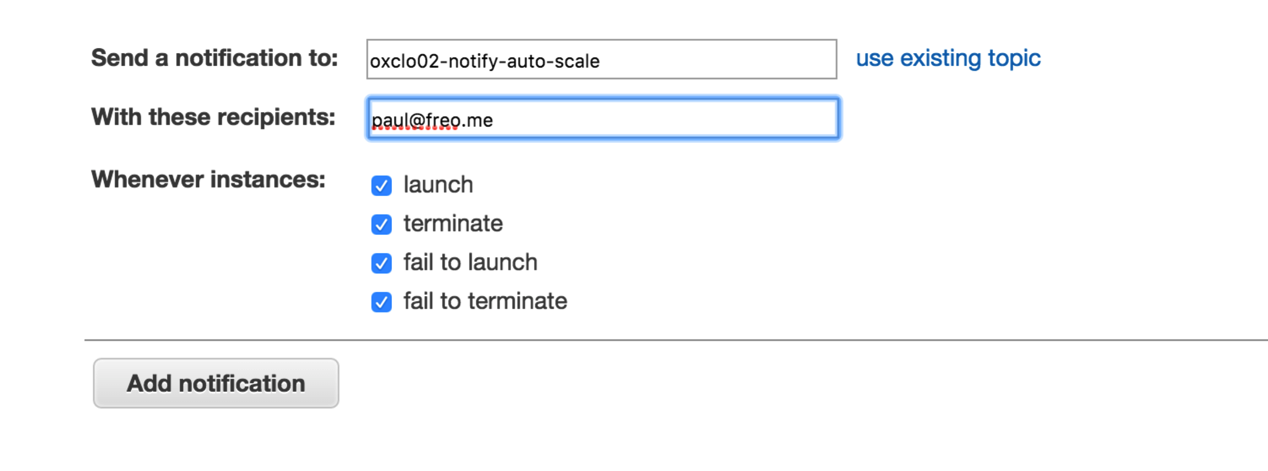 Send a notification to: oxclo02-notify-auto-scale use existing topic
With these recipients: paul@freo.me
Whenever instances: launch
terminate
fail to launch
fail to terminate
Add notification